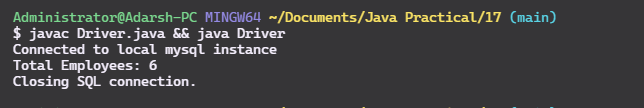 Administrator@Adarsh-PC MINGW64 ~/Documents/Java Practical/17 (main)
$ javac Driver.java && java Driver
Connected to local mysql instance
Total Employees: 6
Closing SQL connection.